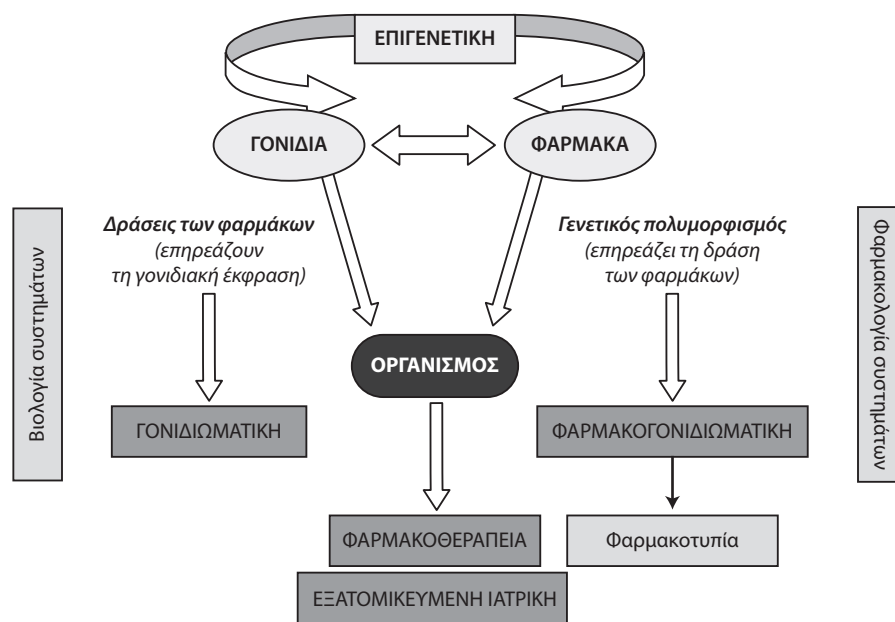 ΕΠΙΓΕΝΕΤΙΚΗ
ΓΟΝΙΔΙΑ
ΦΑΡΜΑΚΑ
Βιολογία συστημάτων
Δράσεις των φαρμάκων
(επηρεάζουν
τη γονιδιακή έκφραση)
Γενετικός πολυμορφισμός
(επηρεάζει τη δράση
των φαρμάκων)
Φαρμακολογία συστημάτων
ΟΡΓΑΝΙΣΜΟΣ
ΓΟΝΙΔΙΩΜΑΤΙΚΗ
ΦΑΡΜΑΚΟΓΟΝΙΔΙΩΜΑΤΙΚΗ
ΦΑΡΜΑΚΟΘΕΡΑΠΕΙΑ
Φαρμακοτυπία
ΕΞΑΤΟΜΙΚΕΥΜΕΝΗ ΙΑΤΡΙΚΗ